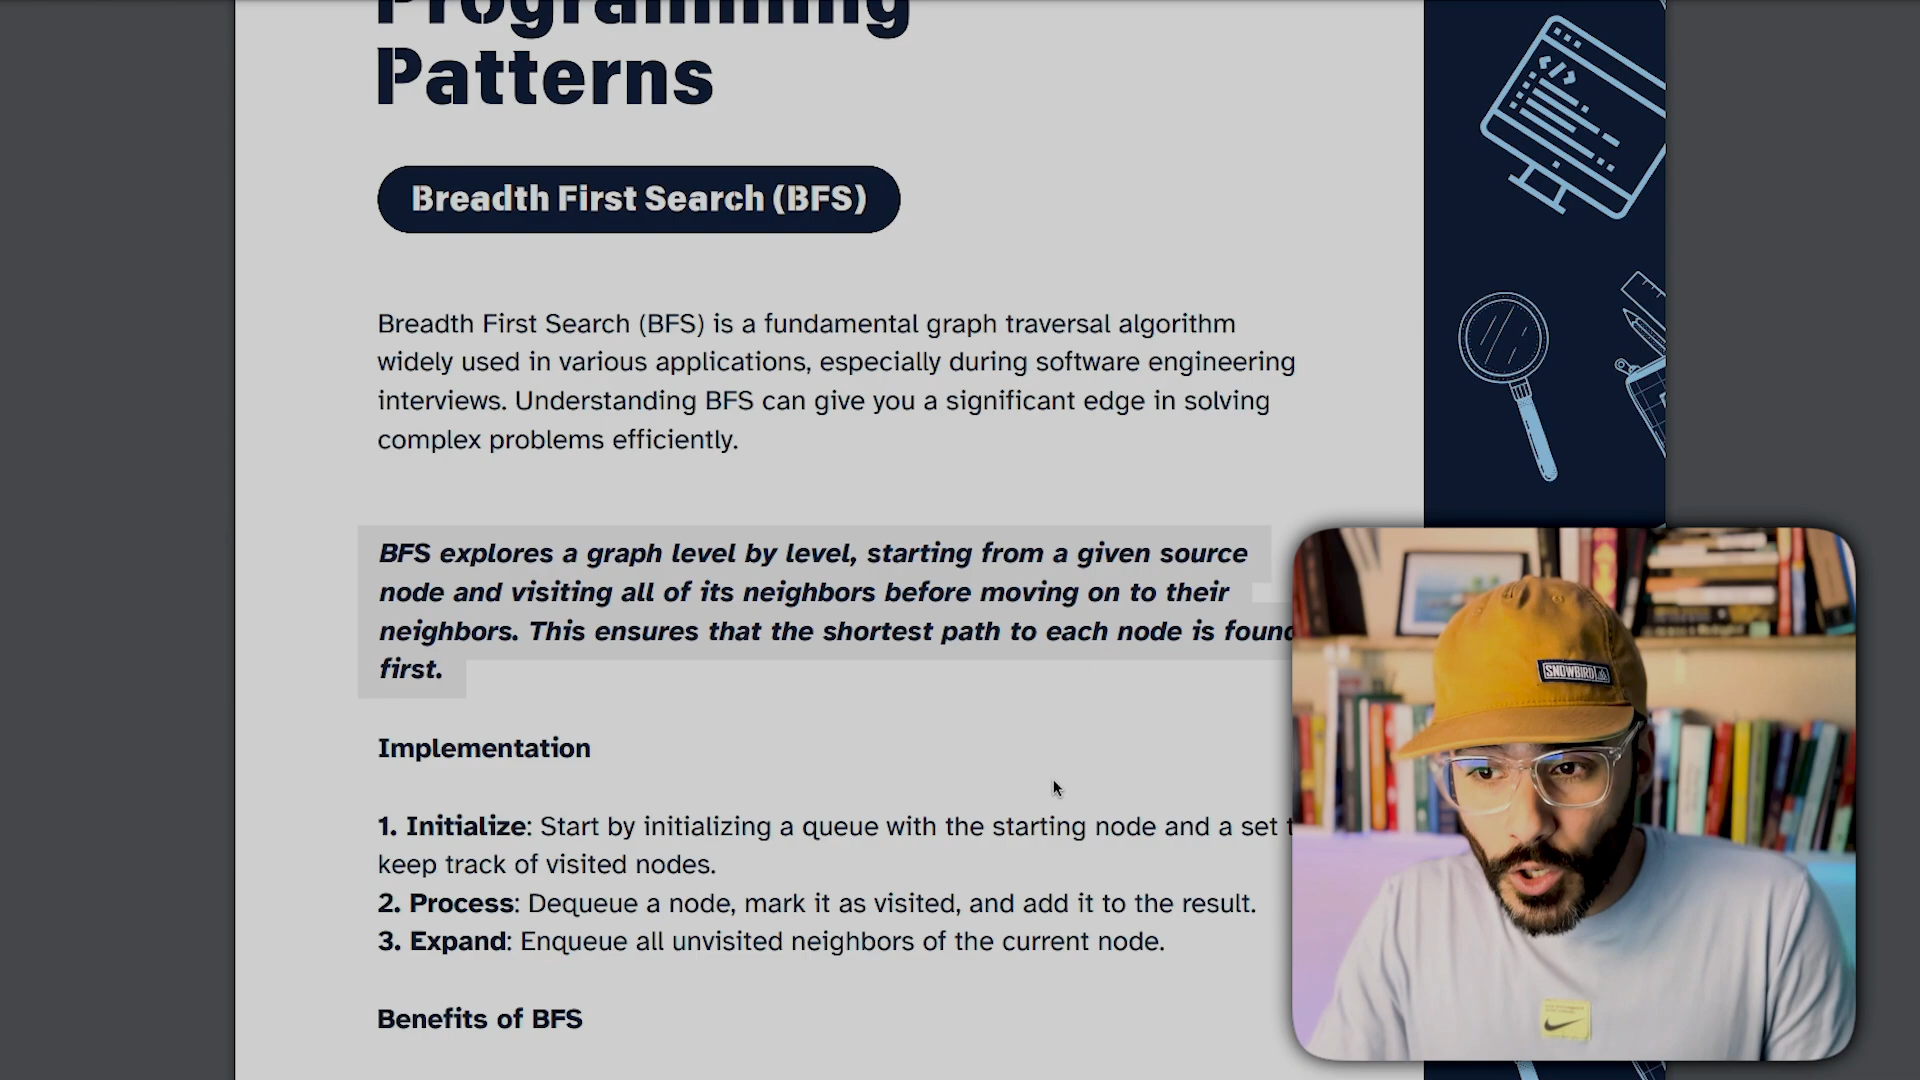 Programming
Patterns
Breadth First Search (BFS)
Breadth First Search (BFS) is a fundamental graph traversal algorithm
widely used in various applications, especially during software engineering
interviews. Understanding BFS can give you a significant edge in solving
complex problems efficiently.
BFS explores a graph level by level, starting from a given source
node and visiting all of its neighbors before moving on to their
neighbors. This ensures that the shortest path to each node is found
first.
Implementation
1. Initialize: Start by initializing a queue with the starting node and a set
keep track of visited nodes.
2. Process: Dequeue a node, mark it as visited, and add it to the result.
3. Expand: Enqueue all unvisited neighbors of the current node.
Benefits of BFS
SNOWBIRD